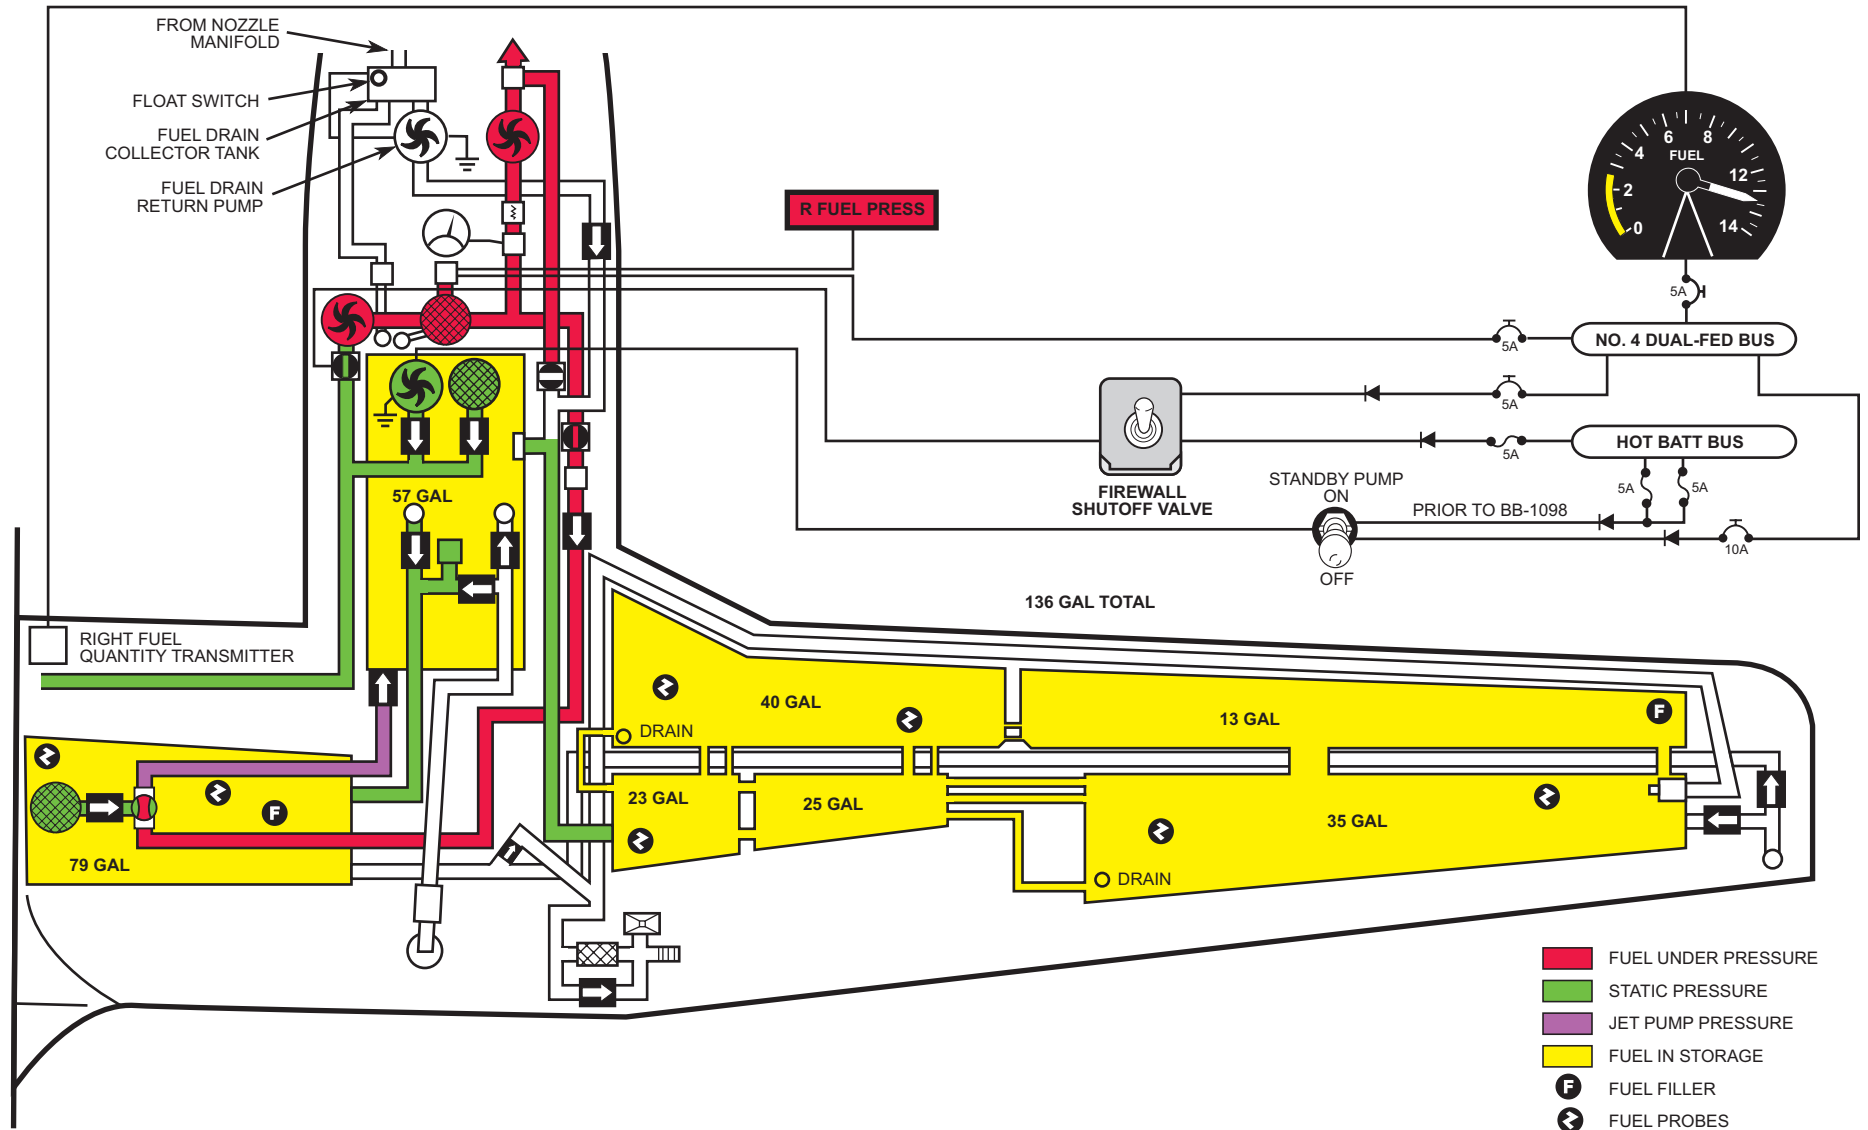 FROM NOZZLE
MANIFOLD
FLOAT SWITCH
FUEL DRAIN
COLLECTOR TANK
FUEL DRAIN
RETURN PUMP
R FUEL PRESS
0
2
4
6
8
12
14
FUEL
5A
NO. 4 DUAL-FED BUS
5A
5A
HOT BATT BUS
5A
5A
5A
FIREWALL
SHUTOFF VALVE
STANDBY PUMP
ON
OFF
PRIOR TO BB-1098
10A
57 GAL
136 GAL TOTAL
RIGHT FUEL
QUANTITY TRANSMITTER
40 GAL
DRAIN
13 GAL
F
23 GAL
25 GAL
35 GAL
DRAIN
F
79 GAL
FUEL UNDER PRESSURE
STATIC PRESSURE
JET PUMP PRESSURE
FUEL IN STORAGE
F FUEL FILLER
FUEL PROBES